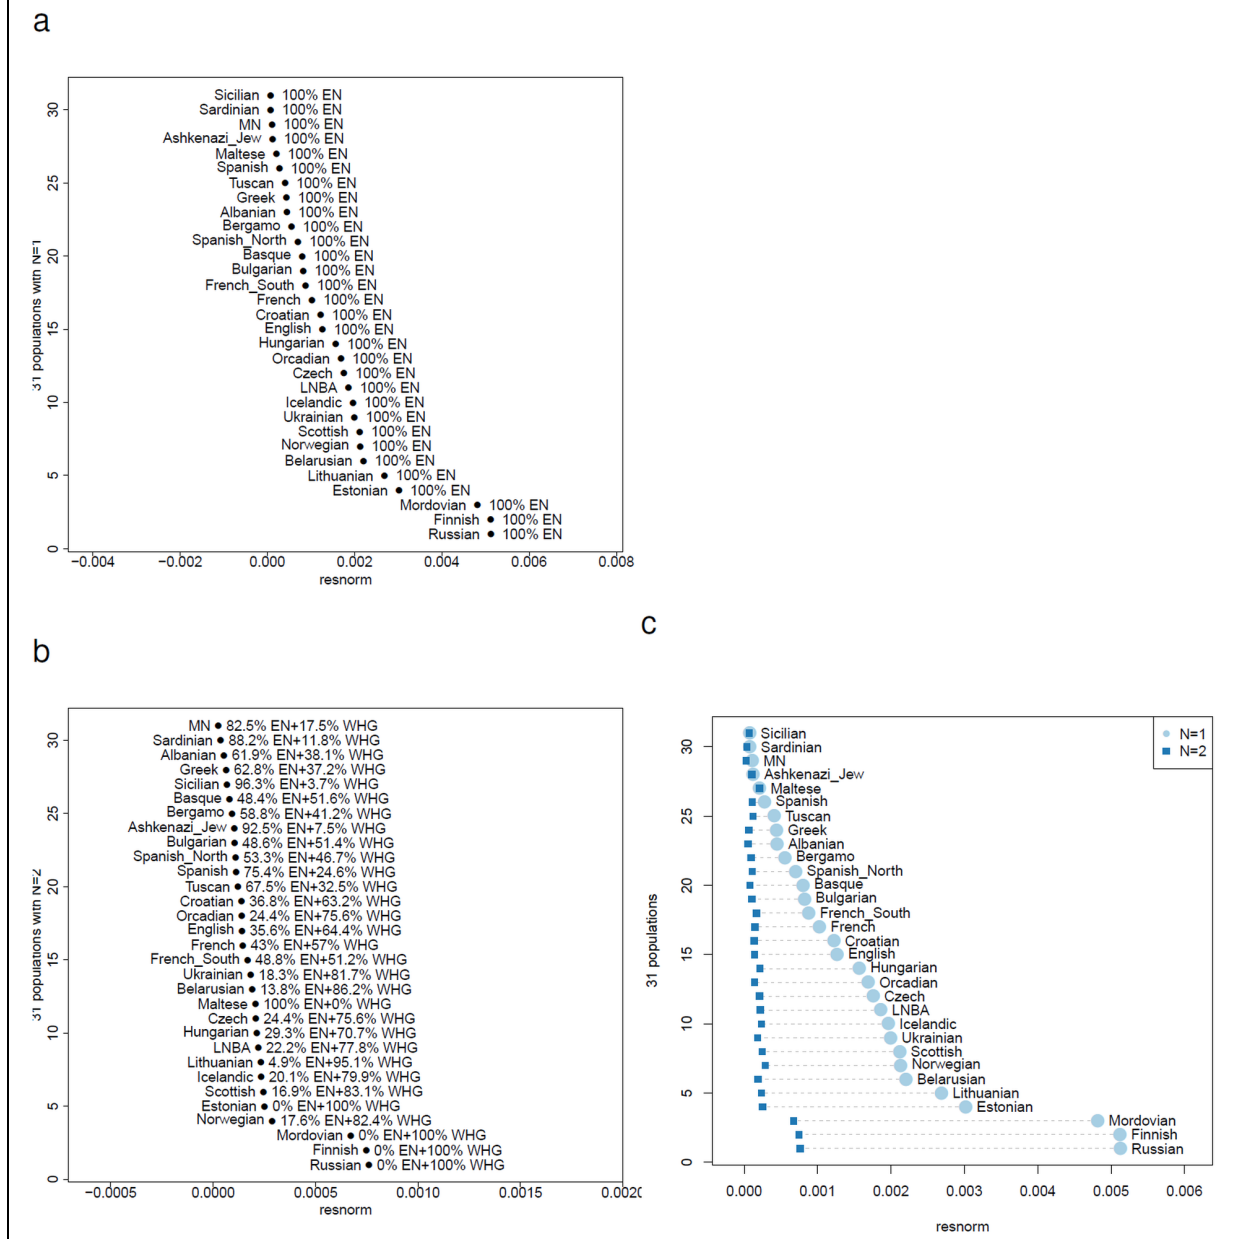 a
Sicilian 100% EN
Sardinian 100% EN
MN 100% EN
Ashkenazi_Jew 100% EN
Maltese 100% EN
Spanish 100% EN
Tuscan 100% EN
Greek 100% EN
Albanian 100% EN
Bergamo 100% EN
Spanish_North 100% EN
Basque 100% EN
Bulgarian 100% EN
French_South 100% EN
French 100% EN
Croatian 100% EN
English 100% EN
Hungarian 100% EN
Orcadian 100% EN
Czech 100% EN
LNBA 100% EN
Icelandic 100% EN
Ukrainian 100% EN
Scottish 100% EN
Norwegian 100% EN
Belarusian 100% EN
Lithuanian 100% EN
Estonian 100% EN
Mordovian 100% EN
Finnish 100% EN
Russian 100% EN
30
25
20
15
10
5
0
31 populations with N=1
−0.004 −0.002 0.000 0.002 0.004 0.006 0.008
resnorm
b
MN 82.5% EN+17.5% WHG
Sardinian 88.2% EN+11.8% WHG
Albanian 61.9% EN+38.1% WHG
Greek 62.8% EN+37.2% WHG
Sicilian 96.3% EN+3.7% WHG
Basque 48.4% EN+51.6% WHG
Bergamo 58.8% EN+41.2% WHG
Ashkenazi_Jew 92.5% EN+7.5% WHG
Bulgarian 48.6% EN+51.4% WHG
Spanish_North 53.3% EN+46.7% WHG
Spanish 75.4% EN+24.6% WHG
Tuscan 67.5% EN+32.5% WHG
Croatian 36.8% EN+63.2% WHG
Orcadian 24.4% EN+75.6% WHG
English 35.6% EN+64.4% WHG
French 43% EN+57% WHG
French_South 48.8% EN+51.2% WHG
Ukrainian 18.3% EN+81.7% WHG
Belarusian 13.8% EN+86.2% WHG
Maltese 100% EN+0% WHG
Czech 24.4% EN+75.6% WHG
Hungarian 29.3% EN+70.7% WHG
LNBA 22.2% EN+77.8% WHG
Lithuanian 4.9% EN+95.1% WHG
Icelandic 20.1% EN+79.9% WHG
Scottish 16.9% EN+83.1% WHG
Estonian 0% EN+100% WHG
Norwegian 17.6% EN+82.4% WHG
Mordovian 0% EN+100% WHG
Finnish 0% EN+100% WHG
Russian 0% EN+100% WHG
30
25
20
15
10
5
0
31 populations with N=2
−0.0005 0.0000 0.0005 0.0010 0.0015 0.0020
resnorm
c
N=1
N=2
Sicilian
Sardinian
MN
Ashkenazi_Jew
Maltese
Spanish
Tuscan
Greek
Albanian
Bergamo
Spanish_North
Basque
Bulgarian
French_South
French
Croatian
English
Hungarian
Orcadian
Czech
LNBA
Icelandic
Ukrainian
Scottish
Norwegian
Belarusian
Lithuanian
Estonian
Mordovian
Finnish
Russian
30
25
20
15
10
5
0
31 populations
0.000 0.001 0.002 0.003 0.004 0.005 0.006
resnorm